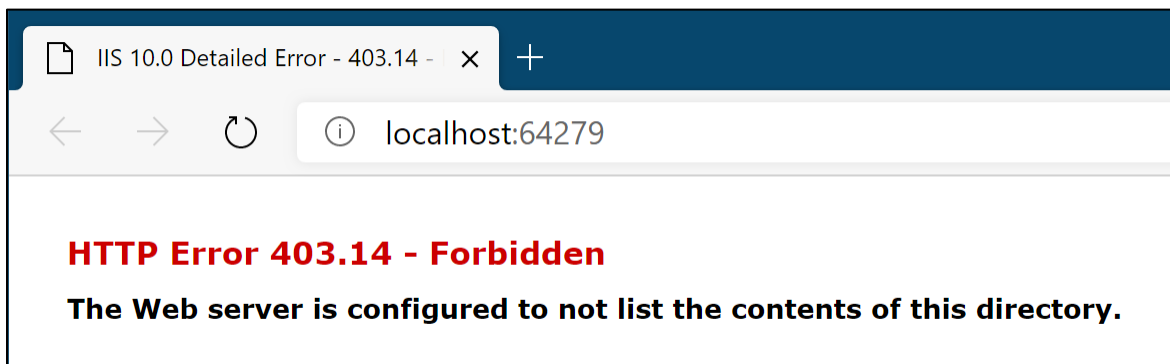 IIS 10.0 Detailed Error - 403.14 -
localhost:64279
HTTP Error 403.14 - Forbidden
The Web server is configured to not list the contents of this directory.